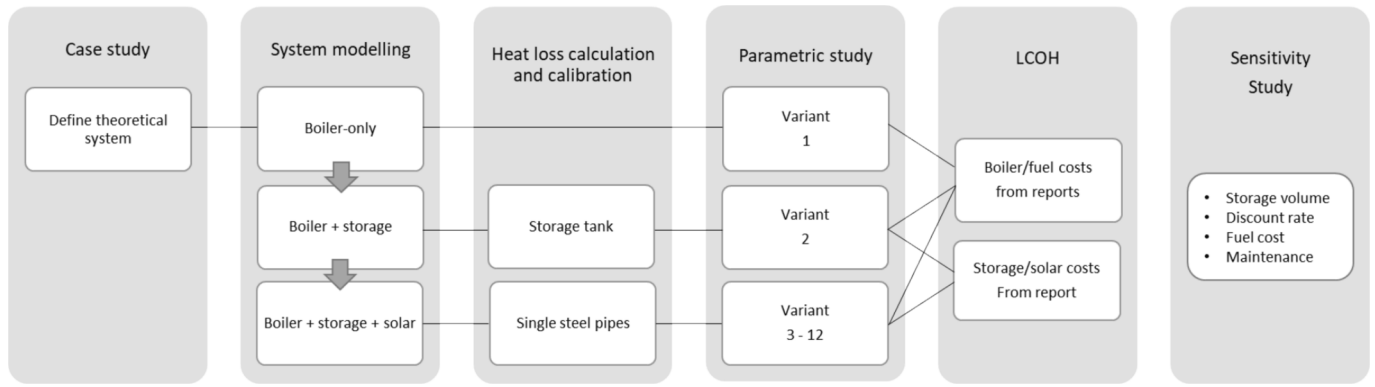 Case study
Define theoretical
system
System modelling
Boiler-only
Boiler + storage
Boiler + storage + solar
Heat loss calculation
and calibration
Storage tank
Single steel pipes
Parametric study
Variant
1
Variant
2
Variant
3 - 12
LCOH
Boiler/fuel costs
from reports
Storage/solar costs
From report
Sensitivity
Study
• Storage volume
• Discount rate
• Fuel cost
• Maintenance